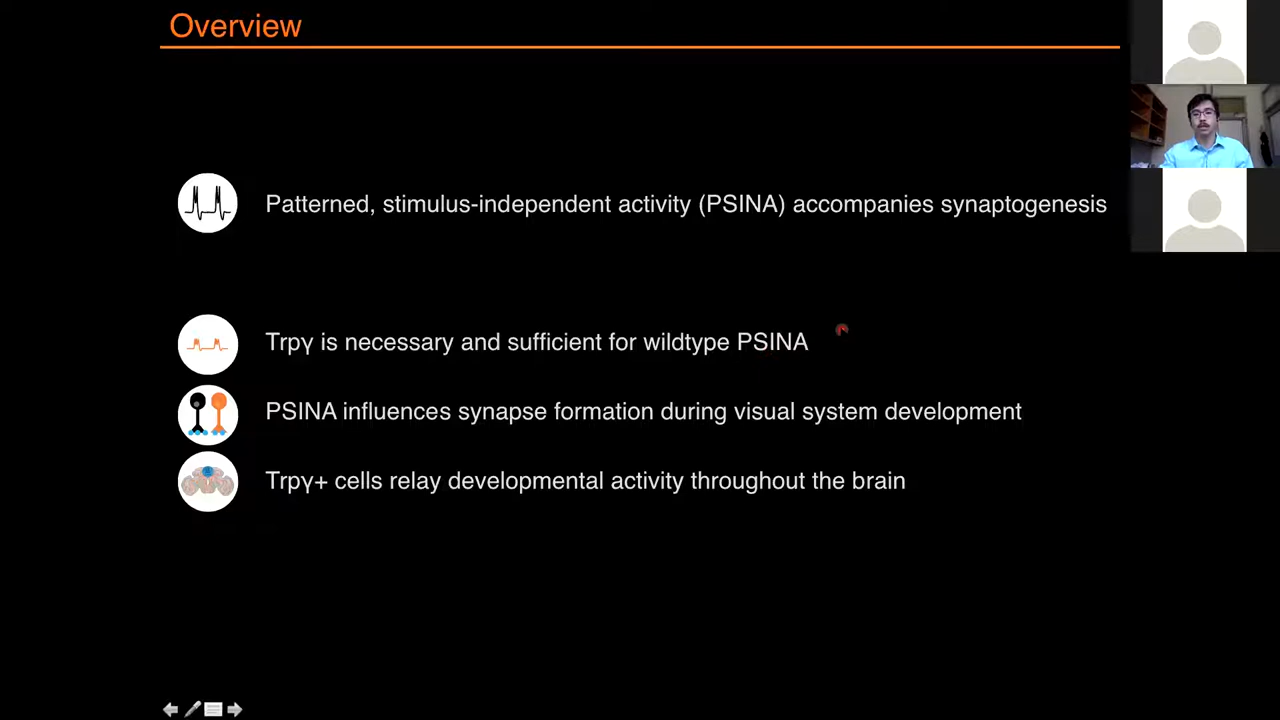 Overview
Patterned, stimulus-independent activity (PSINA) accompanies synaptogenesis
Trpγ is necessary and sufficient for wildtype PSINA
PSINA influences synapse formation during visual system development
Trpγ+ cells relay developmental activity throughout the brain